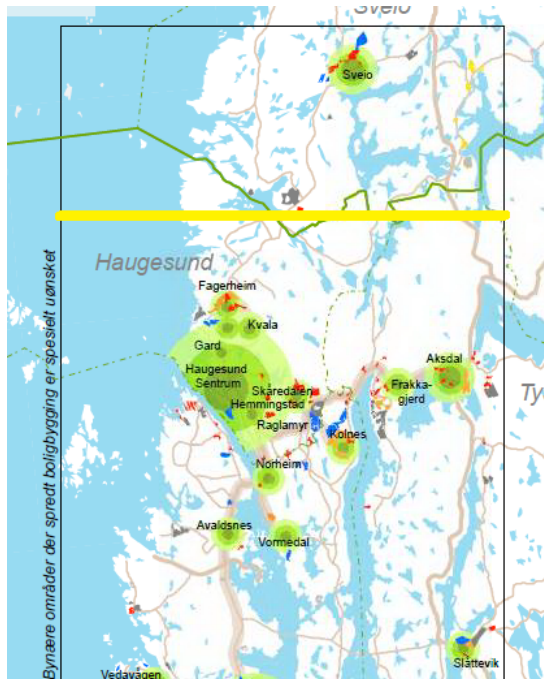 Sveio
Sveio
Haugesund
Fagerheim
Kvala
Gard
Haugesund
Sentrum
Aksdal
Skåredalen
Frakka-
gjerd
Hemmingstad
Raglamyr
Kolnes
Norheim
Avaldsnes
Vormedal
Slåttevik
Vedavågen
Ty
Bynære områder der spredt boligbygging er spesielt uønsket